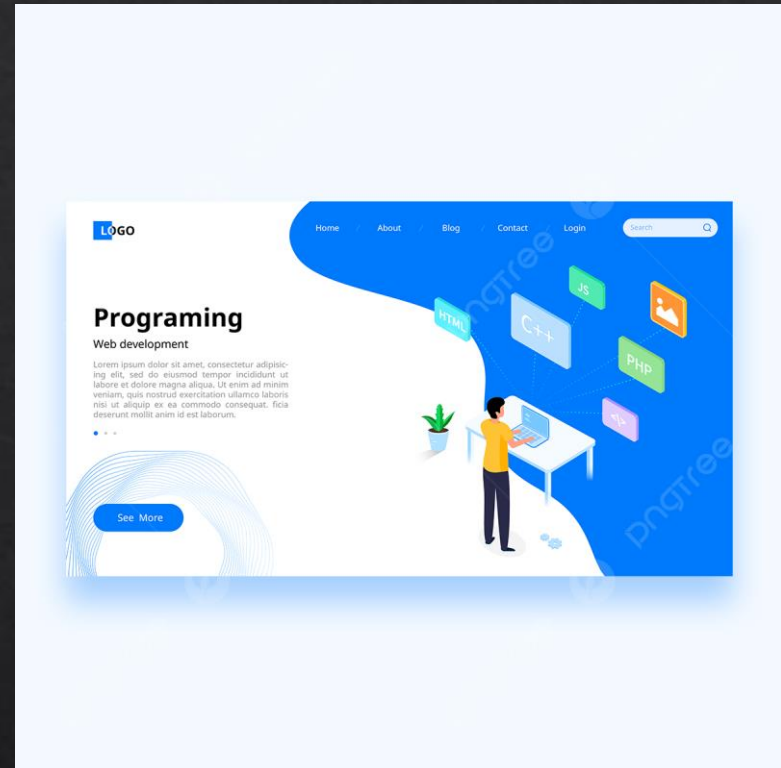 LOGO
Home / About / Blog / Contact Login
Search
Programing
Web development
Lorem ipsum dolor sit amet, consectetur adipisic-
ing elit, sed do eiusmod tempor incididunt ut
labore et dolore magna aliqua. Ut enim ad minim
veniam, quis nostrud exercitation ullamco laboris
nisi ut aliquip ex ea commodo consequat. ficia
deserunt mollit anim id est laborum.
See More
HTML
C++
JS
PHP
</>
pngtree
pngtree